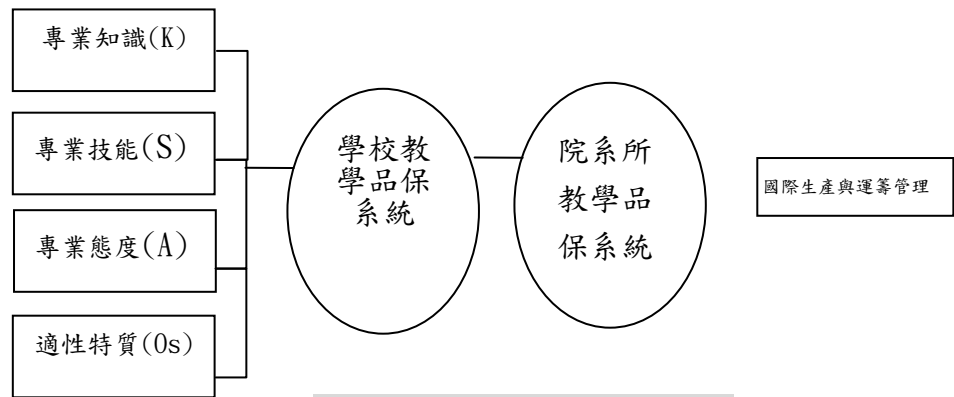 專業知識(K)
專業技能(S)
專業態度(A)
適性特質(Os)
學校教
學品保
系統
院系所
教學品
保系統
國際生產與運籌管理